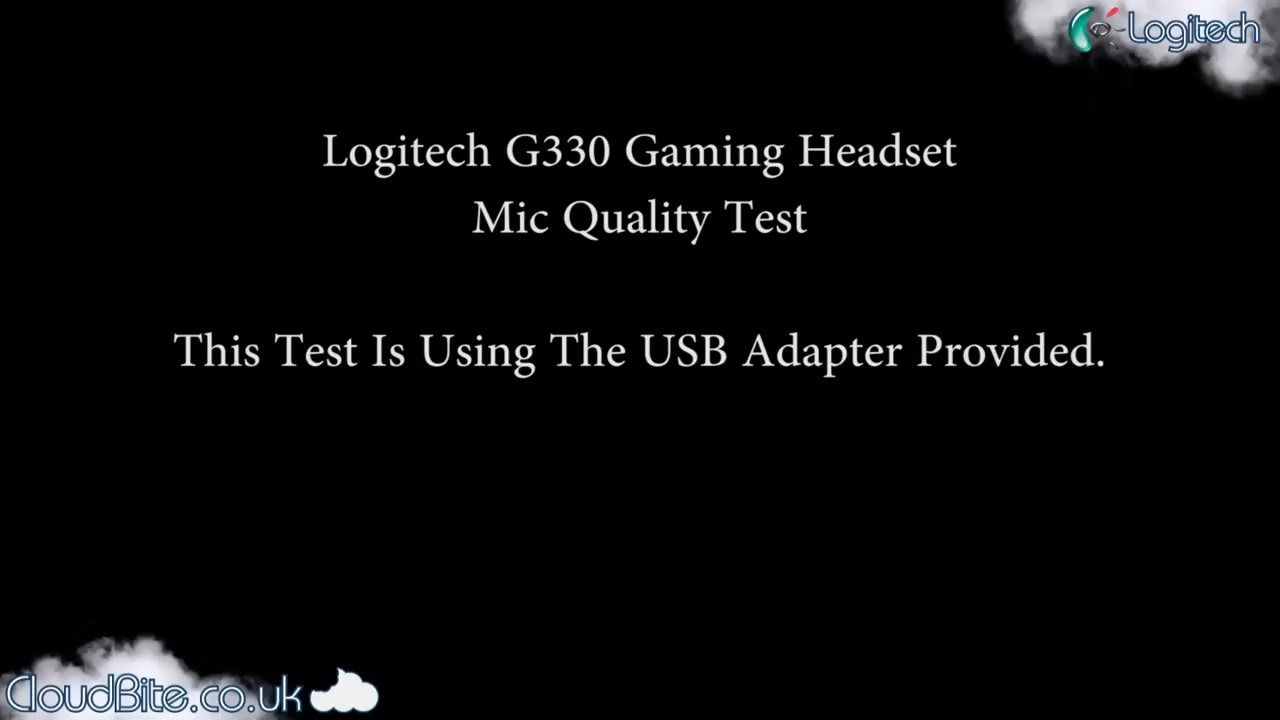 Logitech
Logitech G330 Gaming Headset
Mic Quality Test
This Test Is Using The USB Adapter Provided.
CloudBite.co.uk